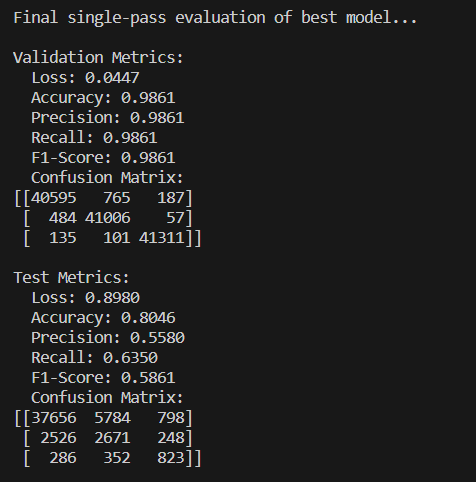 Final single-pass evaluation of best model...
Validation Metrics:
Loss: 0.0447
Accuracy: 0.9861
Precision: 0.9861
Recall: 0.9861
F1-Score: 0.9861
Confusion Matrix:
[[40595 765 187]
[ 484 41006 57]
[ 135 101 41311]]
Test Metrics:
Loss: 0.8980
Accuracy: 0.8046
Precision: 0.5580
Recall: 0.6350
F1-Score: 0.5861
Confusion Matrix:
[[37656 5784 798]
[ 2526 2671 248]
[ 286 352 823]]